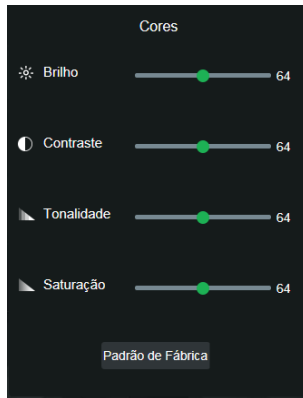 Cores
Brilho 64
Contraste 64
Tonalidade 64
Saturação 64
Padrão de Fábrica